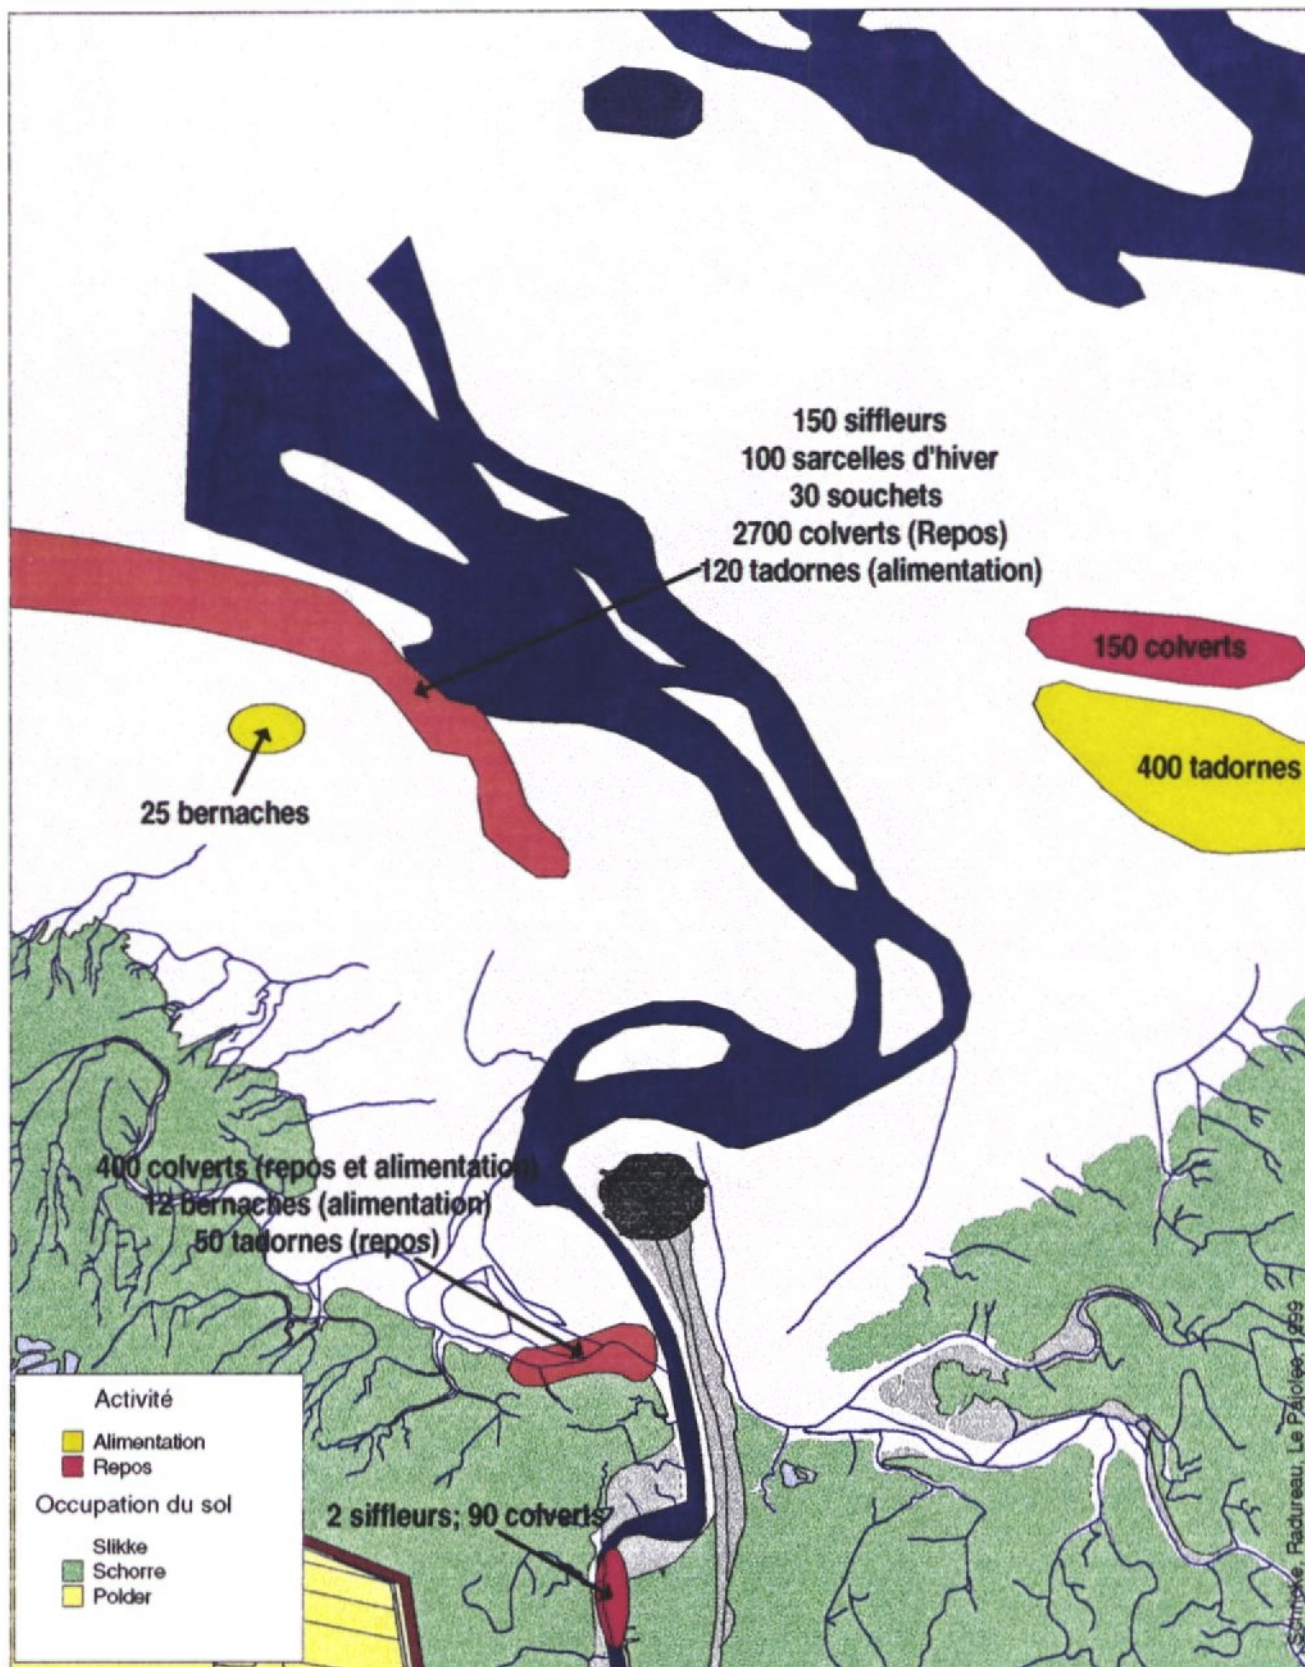 150 siffleurs
100 sarcelles d'hiver
30 souchets
2700 colverts (Repos)
120 tadornes (alimentation)
150 colverts
400 tadornes
25 bernaches
400 colverts (repos et alimentation)
12 bernaches (alimentation)
50 tadornes (repos)
2 siffleurs; 90 colverts
Activité
Alimentation
Repos
Occupation du sol
Slikke
Schorre
Polder
Schricke, Radureau, Le Paiolec 1999